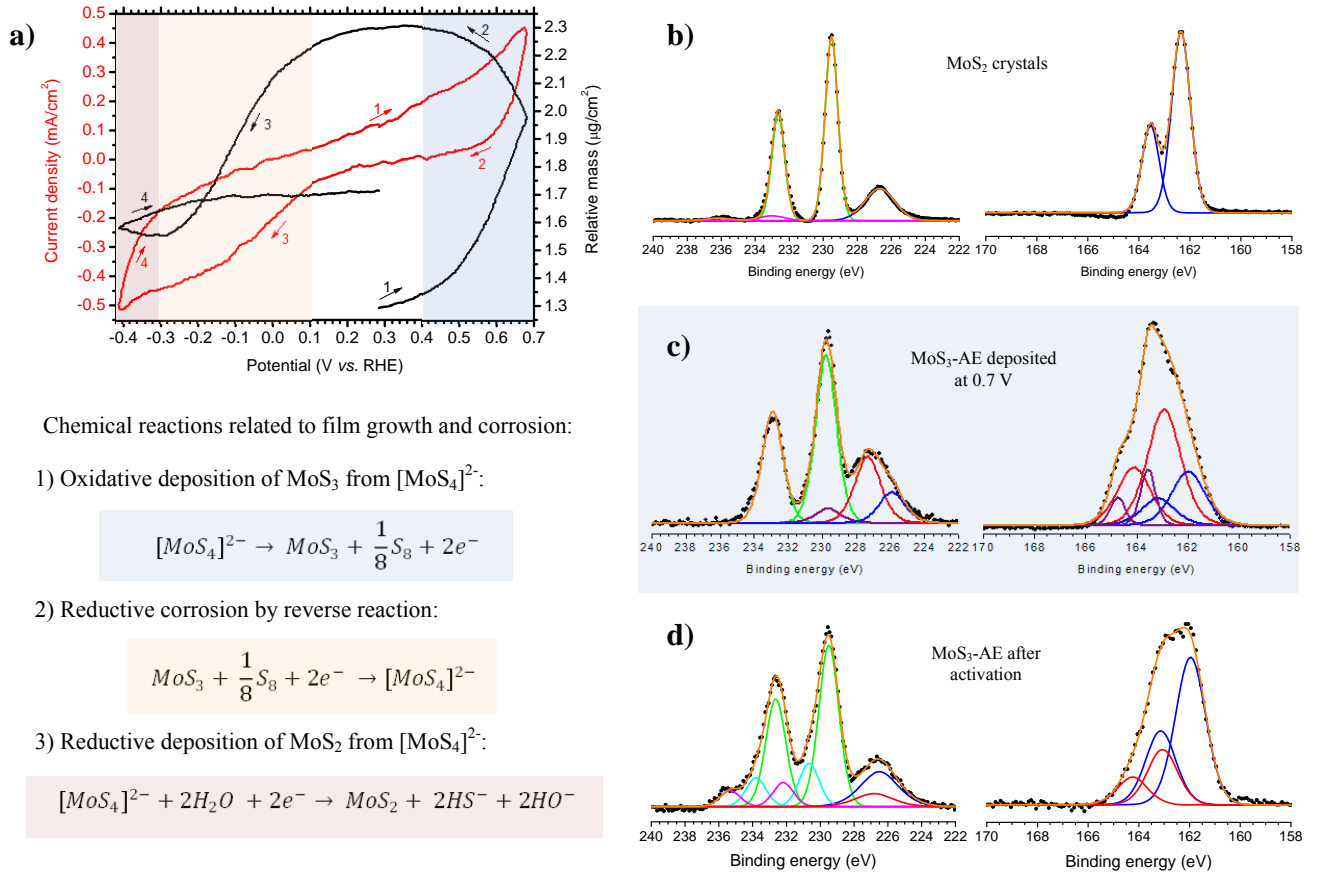 a)
Current density (mA/cm²)
0.5
0.4
0.3
0.2
0.1
0.0
-0.1
-0.2
-0.3
-0.4
-0.5
1
2
3
4
1
2
3
4
2.3
2.2
2.1
2.0
1.9
1.8
1.7
1.6
1.5
1.4
1.3
Relative mass (µg/cm²)
-0.4 -0.3 -0.2 -0.1 0.0 0.1 0.2 0.3 0.4 0.5 0.6 0.7
Potential (V vs. RHE)
Chemical reactions related to film growth and corrosion:
1) Oxidative deposition of MoS₃ from [MoS₄]²⁻:
[MoS₄]²⁻ → MoS₃ + 1/8 S₈ + 2e⁻
2) Reductive corrosion by reverse reaction:
MoS₃ + 1/8 S₈ + 2e⁻ → [MoS₄]²⁻
3) Reductive deposition of MoS₂ from [MoS₄]²⁻:
[MoS₄]²⁻ + 2H₂O + 2e⁻ → MoS₂ + 2HS⁻ + 2HO⁻
b)
MoS₂ crystals
240 238 236 234 232 230 228 226 224 222
Binding energy (eV)
170 168 166 164 162 160 158
Binding energy (eV)
c)
MoS₃-AE deposited
at 0.7 V
240 238 236 234 232 230 228 226 224 222
Binding energy (eV)
170 168 166 164 162 160 158
Binding energy (eV)
d)
MoS₃-AE after
activation
240 238 236 234 232 230 228 226 224 222
Binding energy (eV)
170 168 166 164 162 160 158
Binding energy (eV)